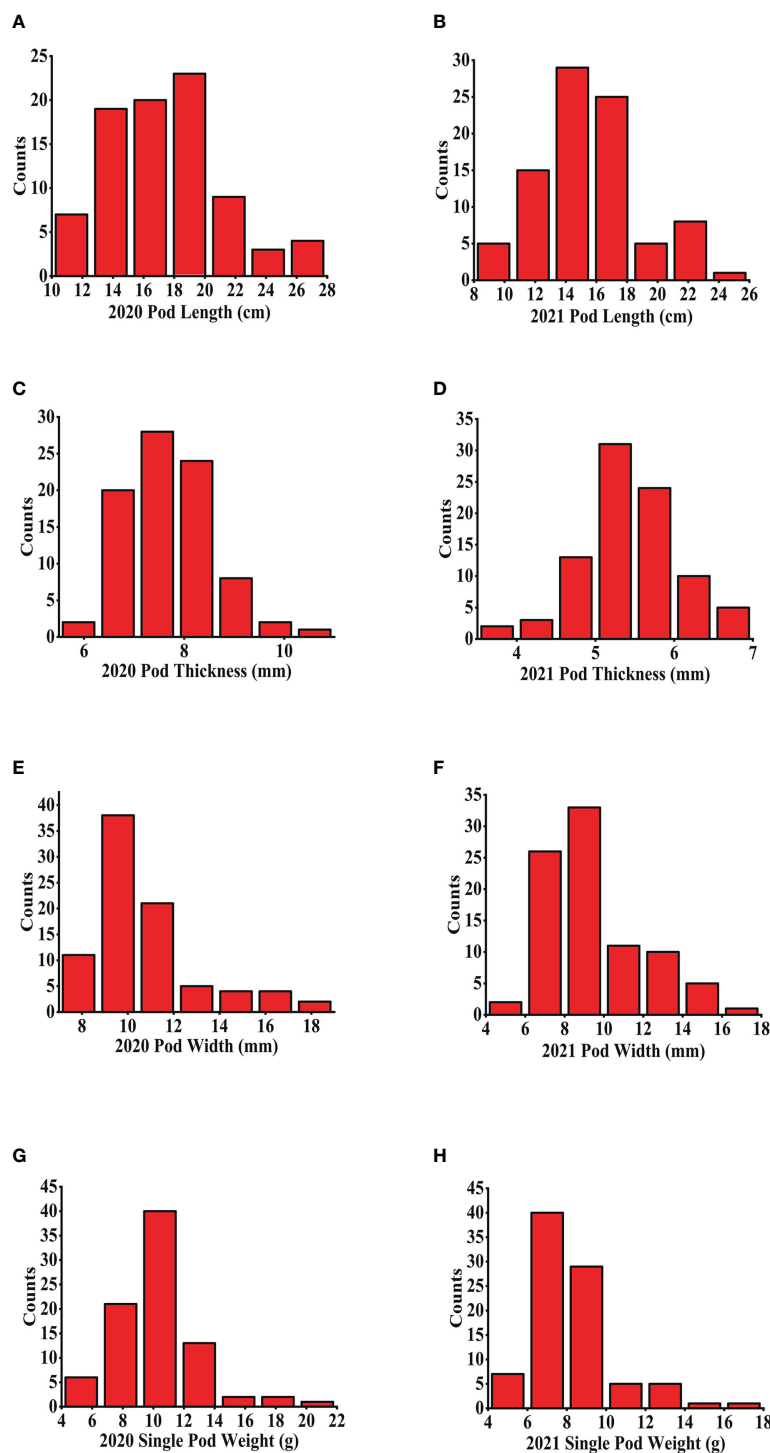 A
25
20
15
10
5
0
Counts
10 12 14 16 18 20 22 24 26 28
2020 Pod Length (cm)
B
30
25
20
15
10
5
0
Counts
8 10 12 14 16 18 20 22 24 26
2021 Pod Length (cm)
C
30
25
20
15
10
5
0
Counts
6 8 10
2020 Pod Thickness (mm)
D
35
30
25
20
15
10
5
0
Counts
4 5 6 7
2021 Pod Thickness (mm)
E
40
35
30
25
20
15
10
5
0
Counts
8 10 12 14 16 18
2020 Pod Width (mm)
F
35
30
25
20
15
10
5
0
Counts
4 6 8 10 12 14 16 18
2021 Pod Width (mm)
G
45
40
35
30
25
20
15
10
5
0
Counts
4 6 8 10 12 14 16 18 20 22
2020 Single Pod Weight (g)
H
45
40
35
30
25
20
15
10
5
0
Counts
4 6 8 10 12 14 16 18
2021 Single Pod Weight (g)